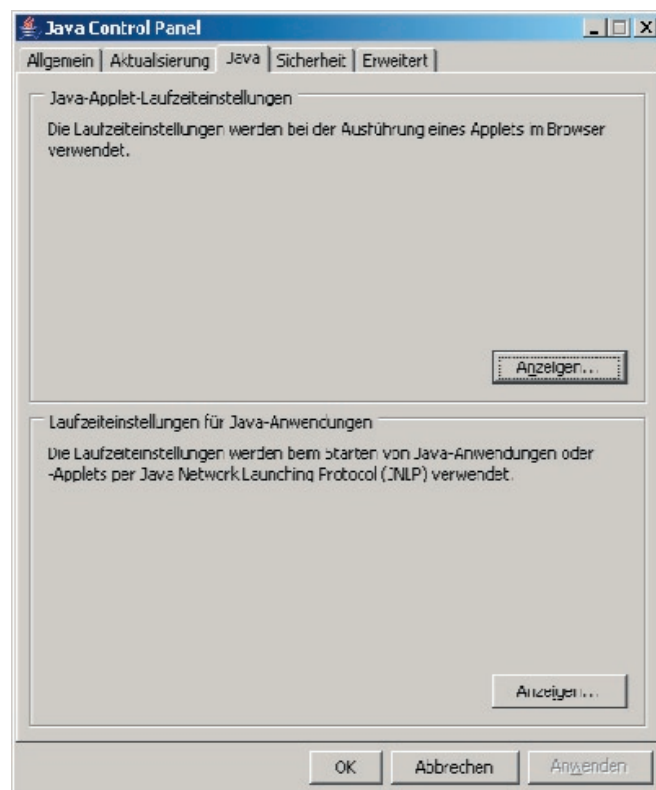 Java Control Panel
Allgemein Aktualisierung Java Sicherheit Erweitert
Java-Applet-Laufzeiteinstellungen
Die Laufzeiteinstellungen werden bei der Ausführung eines Applets im Browser
verwendet.
Anzeigen...
Laufzeiteinstellungen für Java-Anwendungen
Die Laufzeiteinstellungen werden beim Starten von Java-Anwendungen oder
-Applets per Java Network Launching Protocol (JNLP) verwendet.
Anzeigen...
OK Abbrechen Anwenden